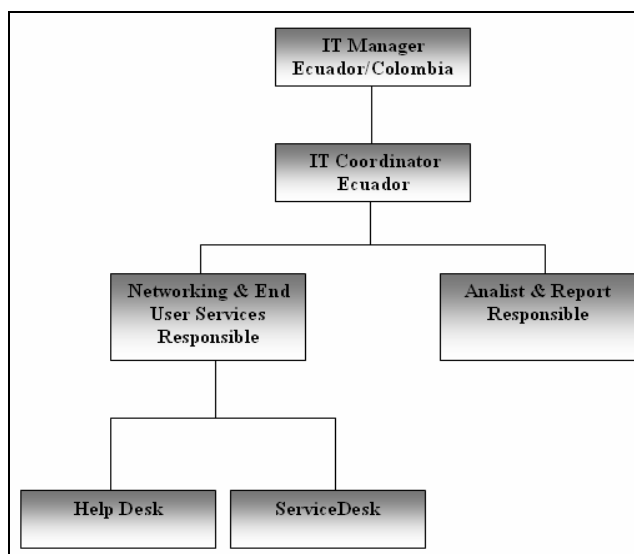 IT Manager
Ecuador/Colombia
IT Coordinator
Ecuador
Networking & End
User Services
Responsible
Analist & Report
Responsible
Help Desk
ServiceDesk